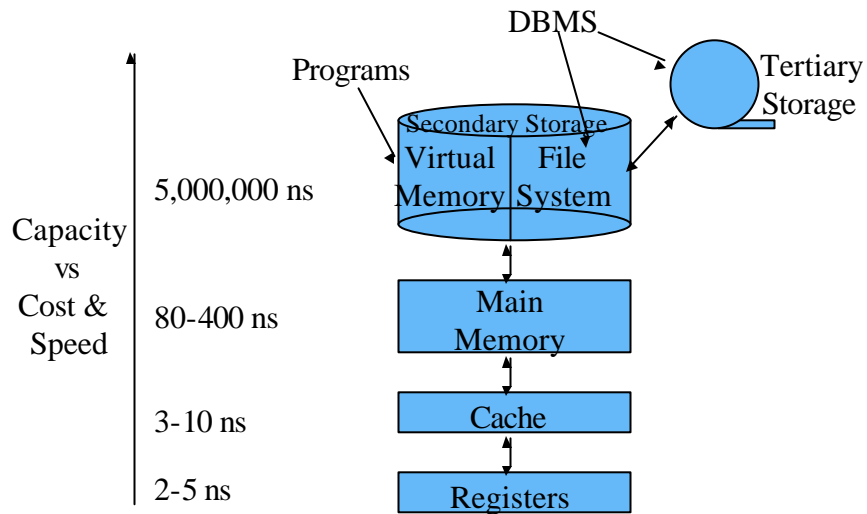 DBMS
Programs
Tertiary
Storage
Secondary Storage
Virtual
Memory
File
System
5,000,000 ns
Capacity
vs
Cost &
Speed
80-400 ns
Main
Memory
3-10 ns
Cache
2-5 ns
Registers